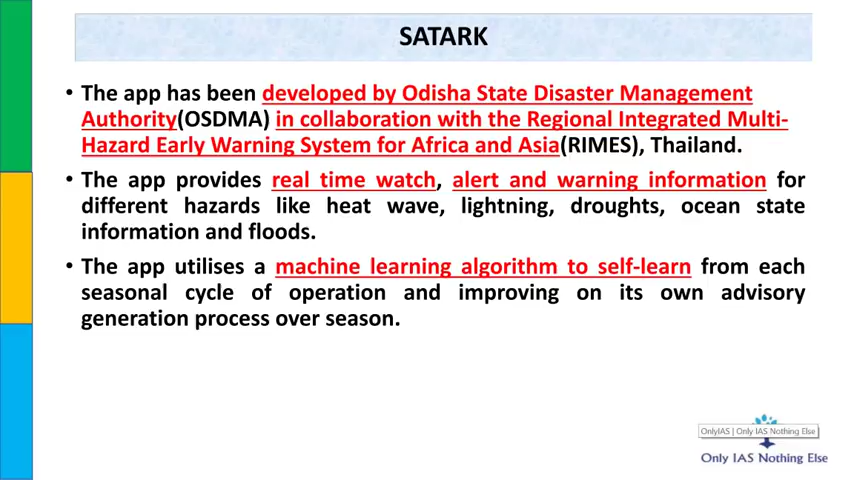 SATARK
• The app has been developed by Odisha State Disaster Management
Authority(OSDMA) in collaboration with the Regional Integrated Multi-
Hazard Early Warning System for Africa and Asia(RIMES), Thailand.
• The app provides real time watch, alert and warning information for
different hazards like heat wave, lightning, droughts, ocean state
information and floods.
• The app utilises a machine learning algorithm to self-learn from each
seasonal cycle of operation and improving on its own advisory
generation process over season.
OnlyIAS | Only IAS Nothing Else
Only IAS Nothing Else